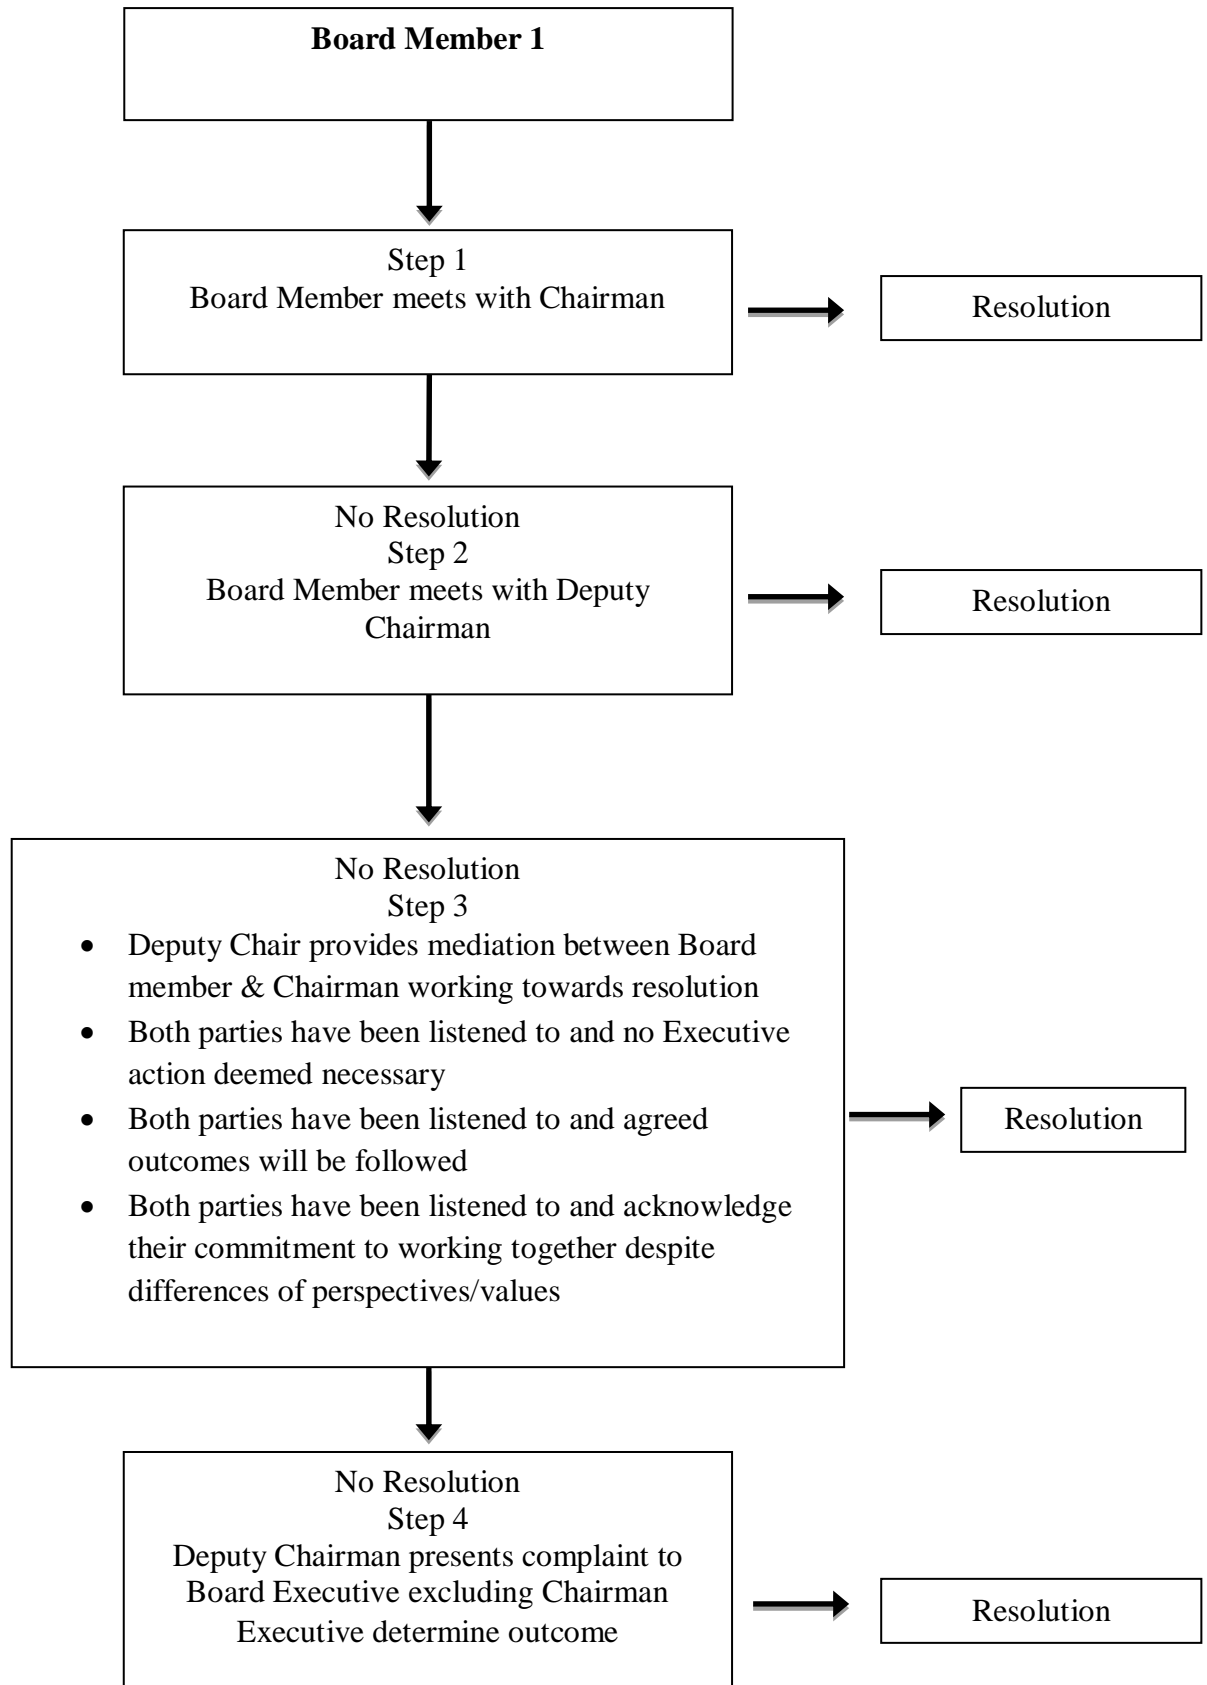 Board Member 1
Step 1
Board Member meets with Chairman
Resolution
No Resolution
Step 2
Board Member meets with Deputy
Chairman
Resolution
No Resolution
Step 3
• Deputy Chair provides mediation between Board
member & Chairman working towards resolution
• Both parties have been listened to and no Executive
action deemed necessary
• Both parties have been listened to and agreed
outcomes will be followed
• Both parties have been listened to and acknowledge
their commitment to working together despite
differences of perspectives/values
Resolution
No Resolution
Step 4
Deputy Chairman presents complaint to
Board Executive excluding Chairman
Executive determine outcome
Resolution